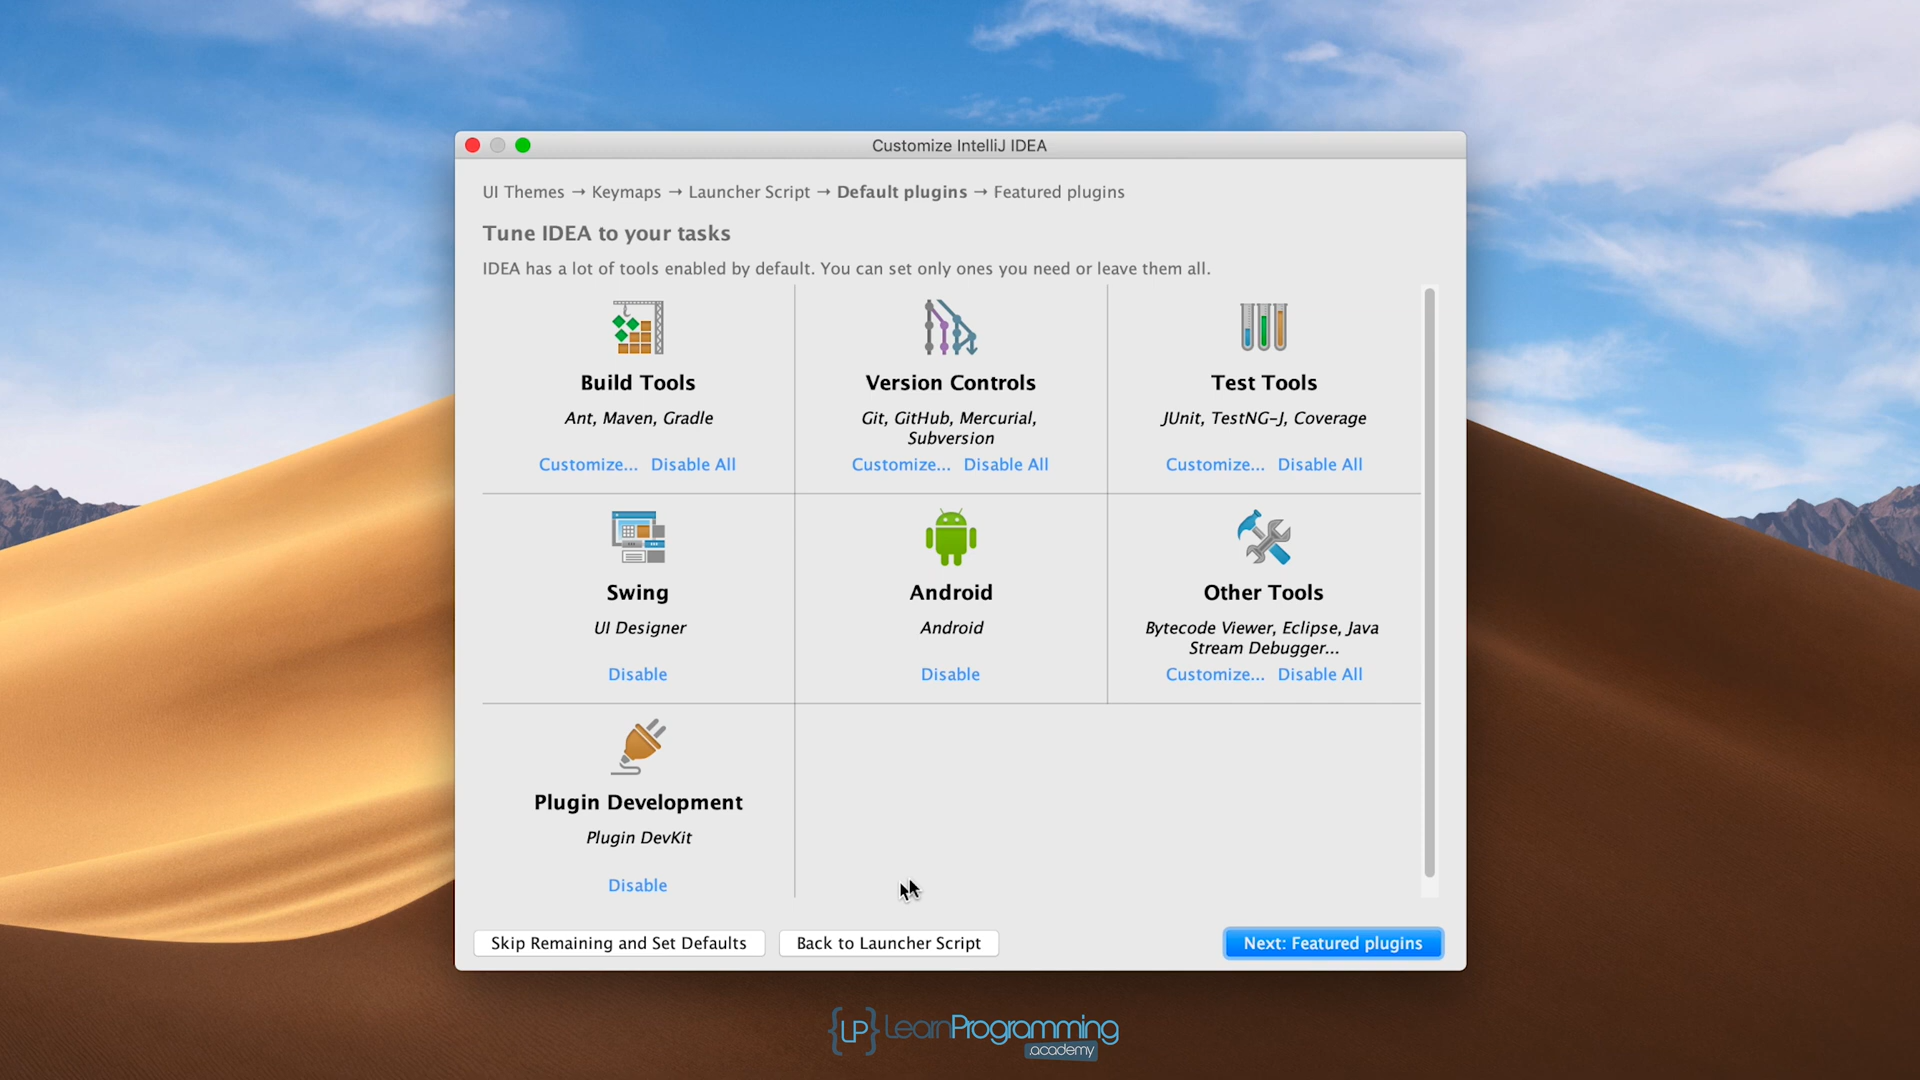 Customize IntelliJ IDEA
UI Themes → Keymaps → Launcher Script → Default plugins → Featured plugins
Tune IDEA to your tasks
IDEA has a lot of tools enabled by default. You can set only ones you need or leave them all.
Build Tools
Ant, Maven, Gradle
Customize... Disable All
Version Controls
Git, GitHub, Mercurial,
Subversion
Customize... Disable All
Test Tools
JUnit, TestNG-J, Coverage
Customize... Disable All
Swing
UI Designer
Disable
Android
Android
Disable
Other Tools
Bytecode Viewer, Eclipse, Java
Stream Debugger...
Customize... Disable All
Plugin Development
Plugin DevKit
Disable
Skip Remaining and Set Defaults
Back to Launcher Script
Next: Featured plugins
{LP} LearnProgramming
.academy